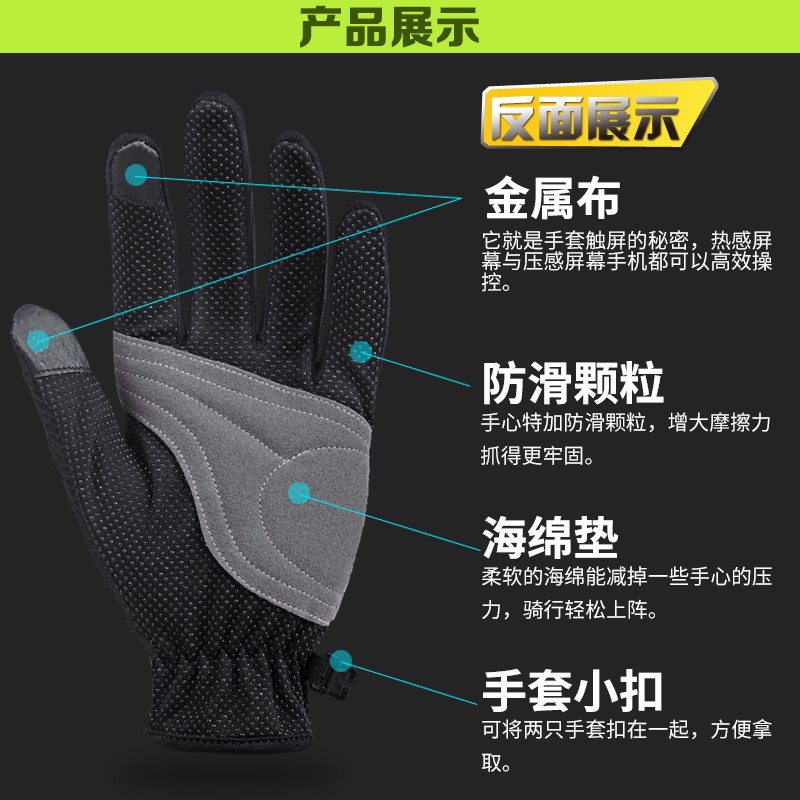 产品展示
反面展示
金属布
它就是手套触屏的秘密，热感屏
幕与压感屏幕手机都可以高效操
控。
防滑颗粒
手心特加防滑颗粒，增大摩擦力
抓得更牢固。
海绵垫
柔软的海绵能减掉一些手心的压
力，骑行轻松上阵。
手套小扣
可将两只手套扣在一起，方便拿
取。